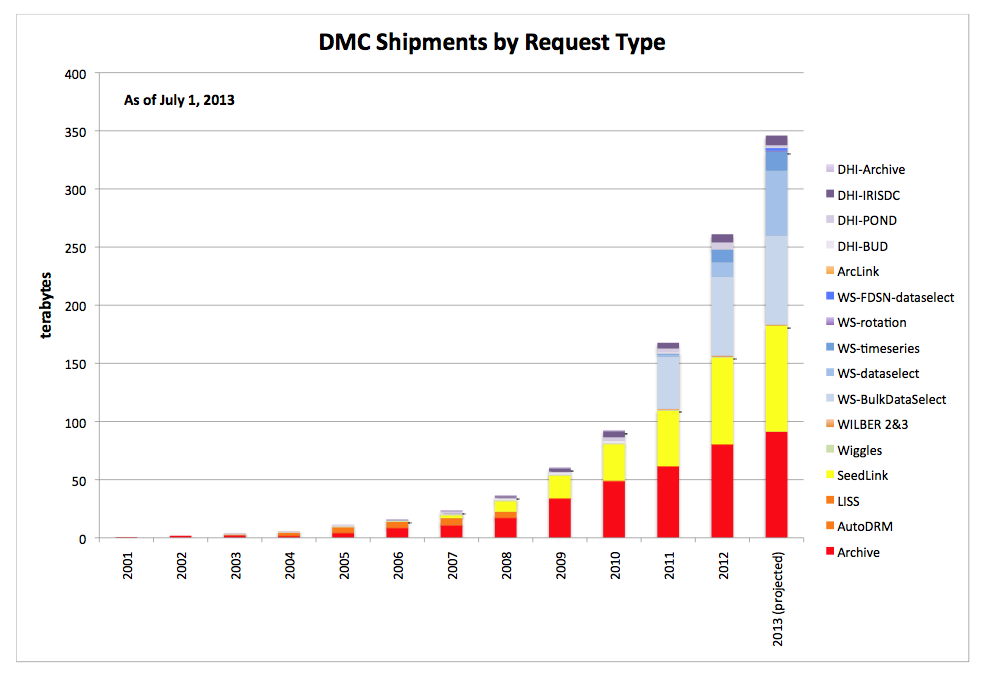 DMC Shipments by Request Type
As of July 1, 2013
terabytes
400
350
300
250
200
150
100
50
0
2001
2002
2003
2004
2005
2006
2007
2008
2009
2010
2011
2012
2013 (projected)
DHI-Archive
DHI-IRISDC
DHI-POND
DHI-BUD
ArcLink
WS-FDSN-dataselect
WS-rotation
WS-timeseries
WS-dataselect
WS-BulkDataSelect
WILBER 2&3
Wiggles
SeedLink
LISS
AutoDRM
Archive